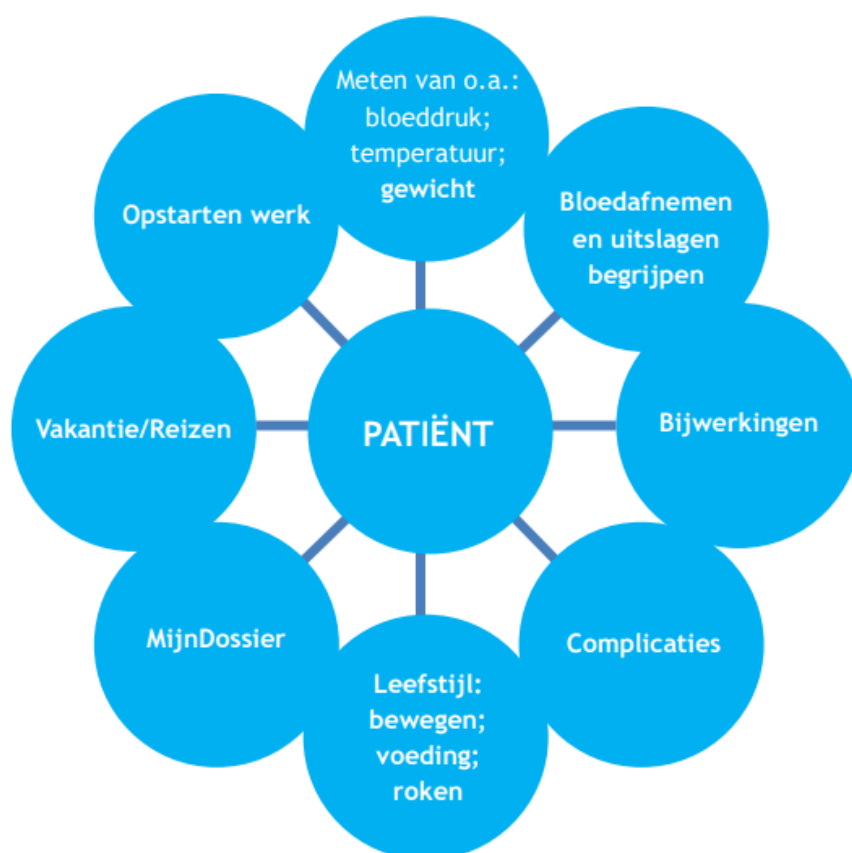 Meten van o.a.:
bloeddruk;
temperatuur;
gewicht
Bloedafnemen
en uitslagen
begrijpen
Bijwerkingen
Complicaties
Leefstijl:
bewegen;
voeding;
roken
MijnDossier
Vakantie/Reizen
Opstarten werk
PATIËNT